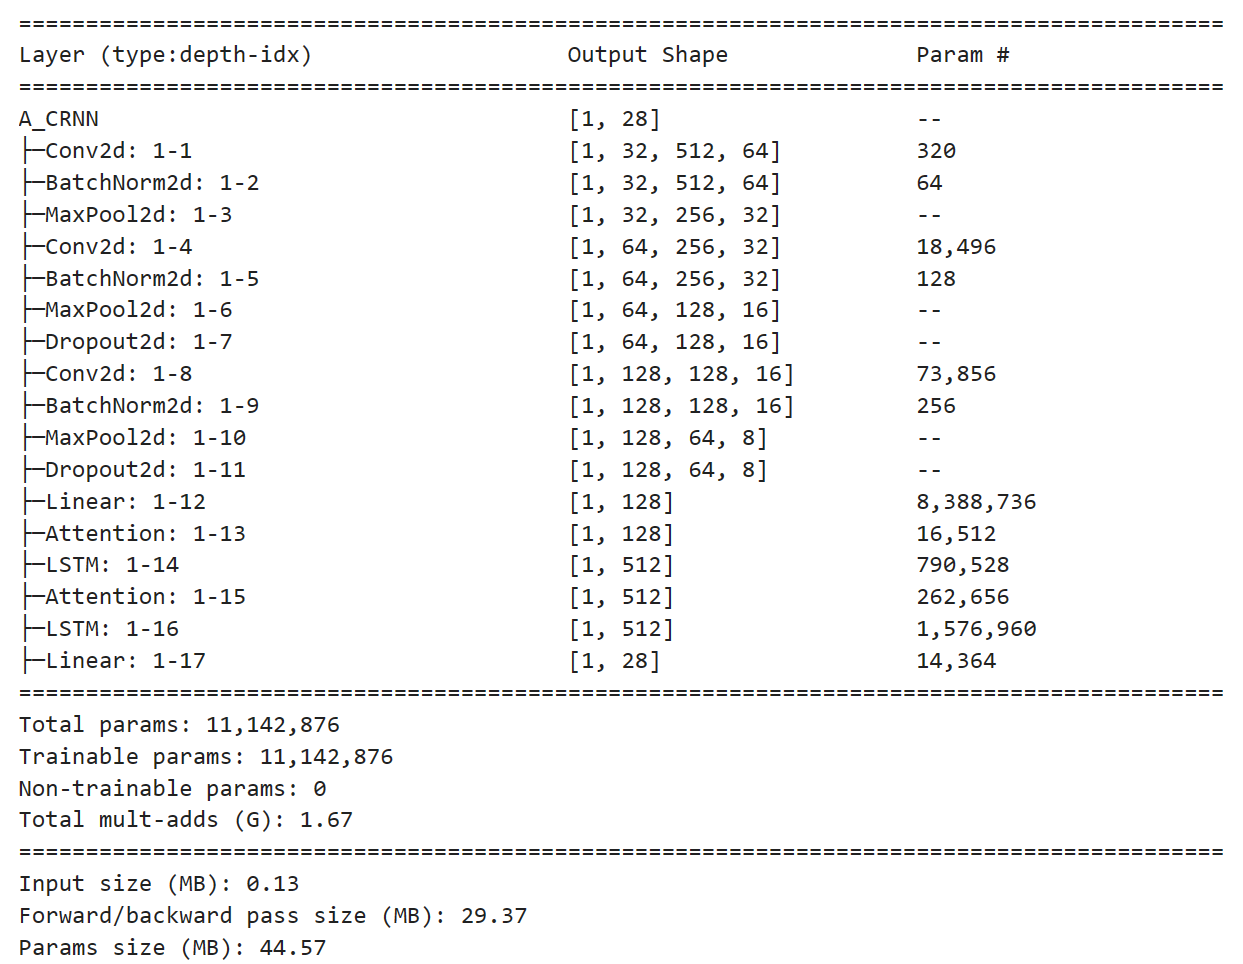 ==========================================================================================
Layer (type:depth-idx)                   Output Shape              Param #
==========================================================================================
A_CRNN                                   [1, 28]                   --
├─Conv2d: 1-1                            [1, 32, 512, 64]          320
├─BatchNorm2d: 1-2                       [1, 32, 512, 64]          64
├─MaxPool2d: 1-3                         [1, 32, 256, 32]          --
├─Conv2d: 1-4                            [1, 64, 256, 32]          18,496
├─BatchNorm2d: 1-5                       [1, 64, 256, 32]          128
├─MaxPool2d: 1-6                         [1, 64, 128, 16]          --
├─Dropout2d: 1-7                         [1, 64, 128, 16]          --
├─Conv2d: 1-8                            [1, 128, 128, 16]         73,856
├─BatchNorm2d: 1-9                       [1, 128, 128, 16]         256
├─MaxPool2d: 1-10                        [1, 128, 64, 8]           --
├─Dropout2d: 1-11                        [1, 128, 64, 8]           --
├─Linear: 1-12                           [1, 128]                  8,388,736
├─Attention: 1-13                        [1, 128]                  16,512
├─LSTM: 1-14                             [1, 512]                  790,528
├─Attention: 1-15                        [1, 512]                  262,656
├─LSTM: 1-16                             [1, 512]                  1,576,960
├─Linear: 1-17                           [1, 28]                   14,364
==========================================================================================
Total params: 11,142,876
Trainable params: 11,142,876
Non-trainable params: 0
Total mult-adds (G): 1.67
==========================================================================================
Input size (MB): 0.13
Forward/backward pass size (MB): 29.37
Params size (MB): 44.57